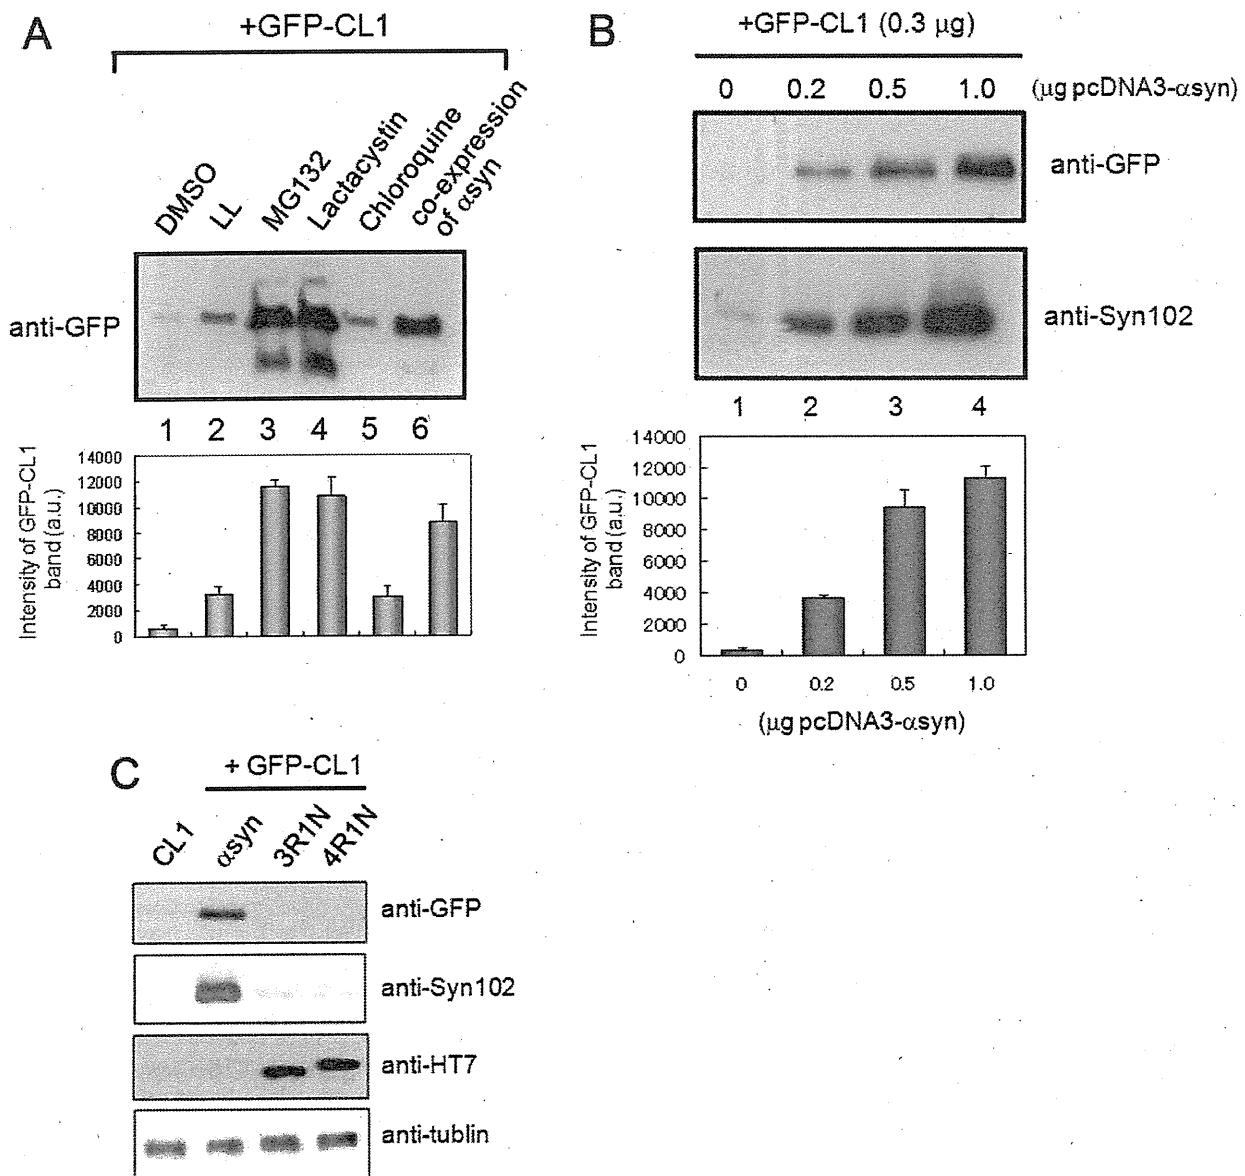 A
+GFP-CL1
DMSO
LL
MG132
Lactacystin
Chloroquine
co-expression
of αsyn
anti-GFP
1 2 3 4 5 6
Intensity of GFP-CL1
band (a.u.)
14000
12000
10000
8000
6000
4000
2000
0
B
+GFP-CL1 (0.3 μg)
0 0.2 0.5 1.0 (μg pcDNA3-αsyn)
anti-GFP
anti-Syn102
1 2 3 4
Intensity of GFP-CL1
band (a.u.)
14000
12000
10000
8000
6000
4000
2000
0
0 0.2 0.5 1.0
(μg pcDNA3-αsyn)
C
+ GFP-CL1
CL1
αsyn
3R1N
4R1N
anti-GFP
anti-Syn102
anti-HT7
anti-tublin